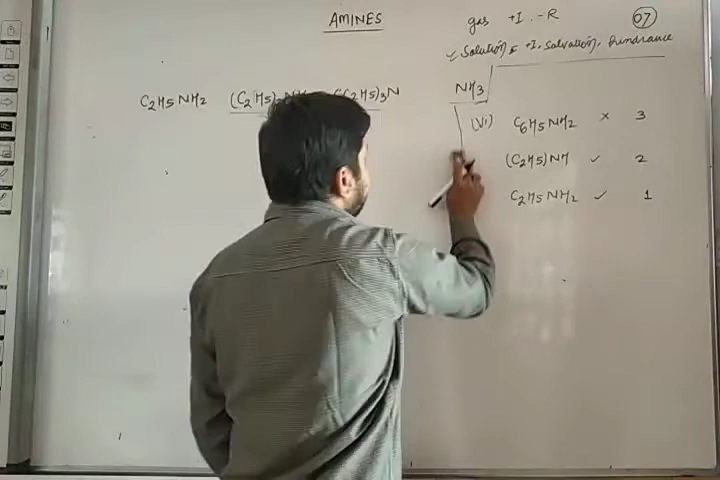 AMINES
gas +I. -R
07
✓ Solution +I. Solvation. Hindrance
C2H5NH2 (C2H5)2NH (C2H5)3N
NH3
(VI) C6H5NH2 × 3
(C2H5)NH ✓ 2
C2H5NH2 ✓ 1